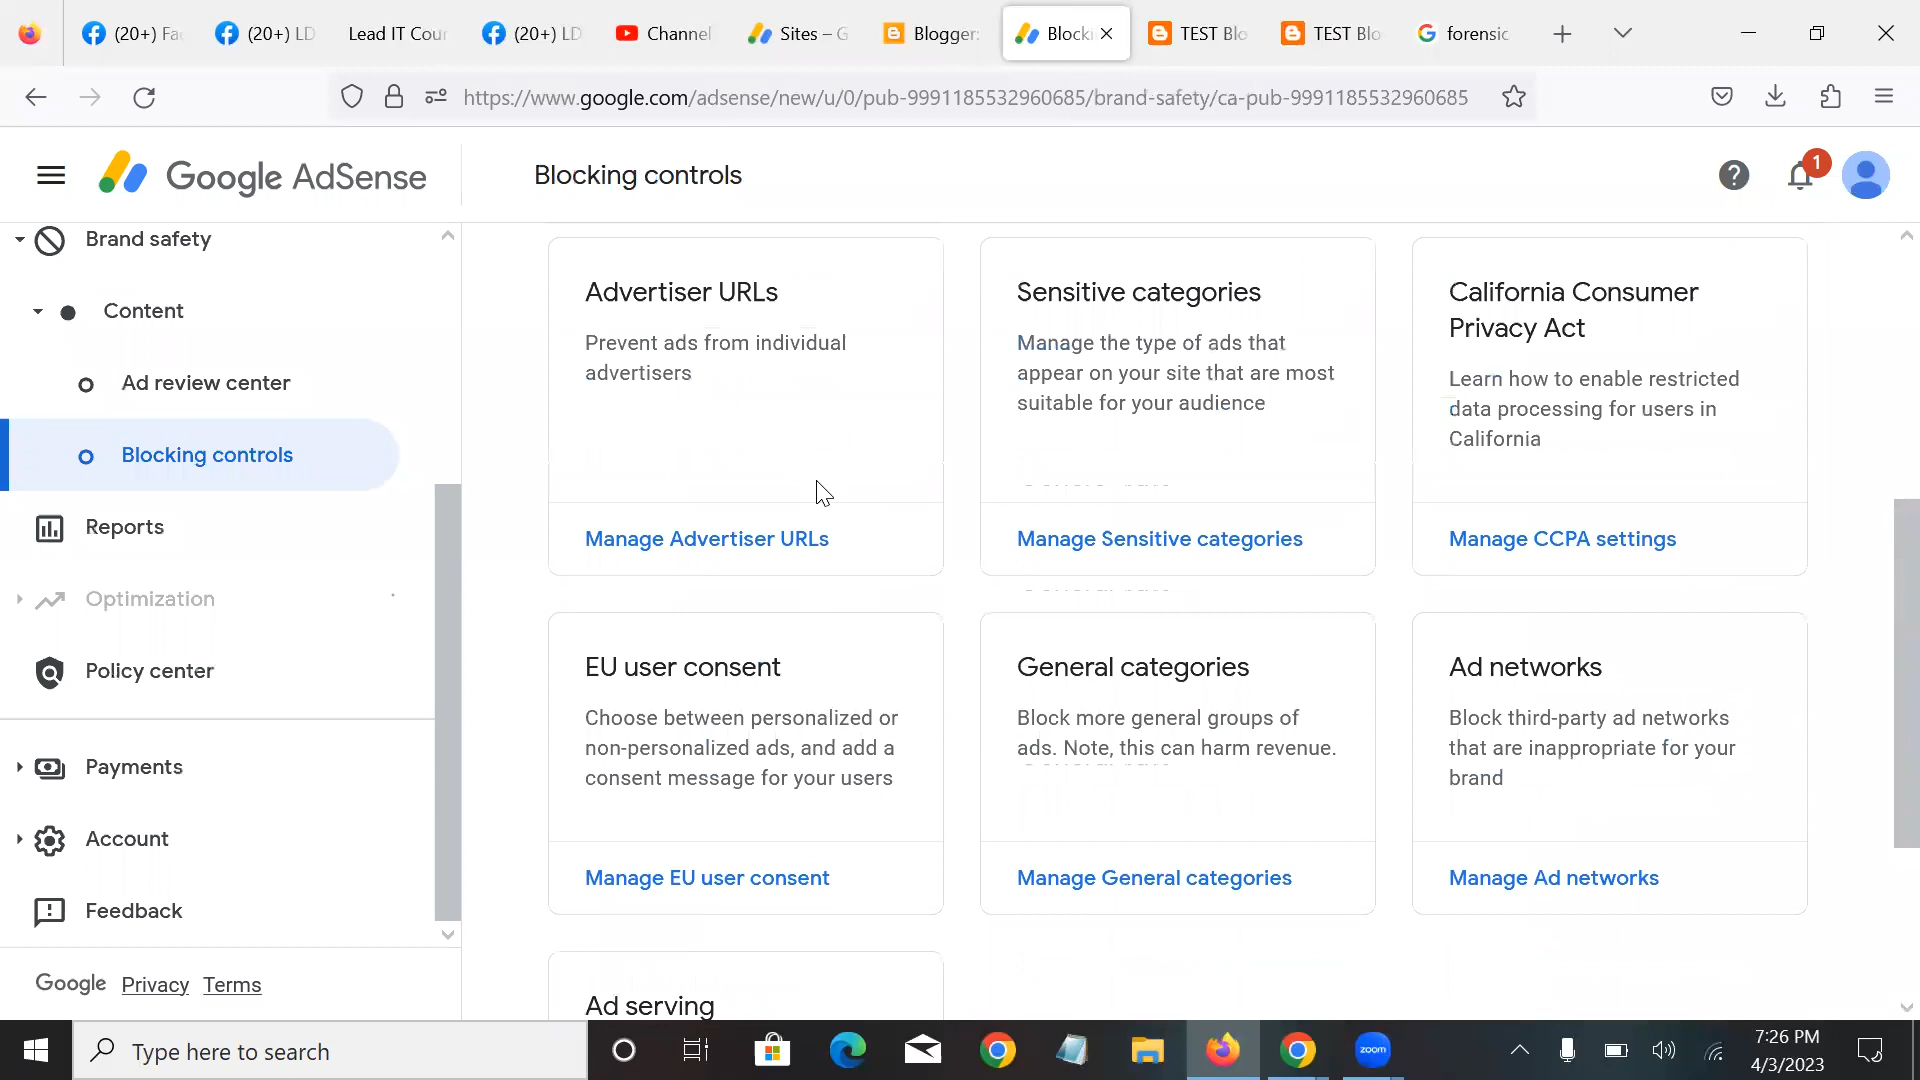 (20+) Fac
(20+) LD
Lead IT Cour
(20+) LD
Channel
Sites – G
Blogger:
Blocki
TEST Blo
TEST Blo
forensic
https://www.google.com/adsense/new/u/0/pub-9991185532960685/brand-safety/ca-pub-9991185532960685
Google AdSense
Blocking controls
?
1
Brand safety
Content
Ad review center
Blocking controls
Reports
Optimization
Policy center
Payments
Account
Feedback
Google Privacy Terms
Advertiser URLs
Prevent ads from individual
advertisers
Manage Advertiser URLs
Sensitive categories
Manage the type of ads that
appear on your site that are most
suitable for your audience
Manage Sensitive categories
California Consumer
Privacy Act
Learn how to enable restricted
data processing for users in
California
Manage CCPA settings
EU user consent
Choose between personalized or
non-personalized ads, and add a
consent message for your users
Manage EU user consent
General categories
Block more general groups of
ads. Note, this can harm revenue.
Manage General categories
Ad networks
Block third-party ad networks
that are inappropriate for your
brand
Manage Ad networks
Ad serving
Type here to search
zoom
7:26 PM
4/3/2023